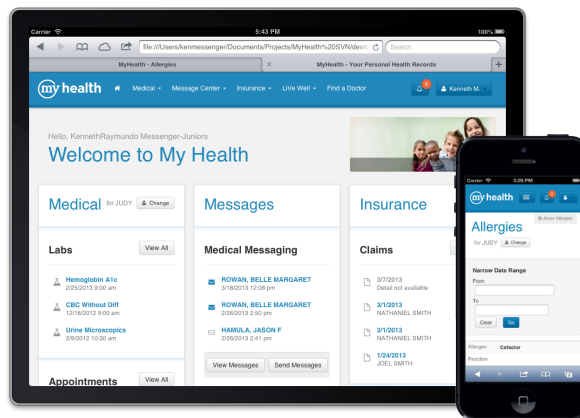 Carrier
5:43 PM
100%
file:///Users/kenmessenger/Documents/Projects/MyHealth%20SVN/dev/c
Search
MyHealth - Allergies
MyHealth - Your Personal Health Records
my health
Medical
Message Center
Insurance
LiVe Well
Find a Doctor
Kenneth M.
Hello, KennethRaymundo Messenger-Juniors
Welcome to My Health
Medical for JUDY Change
Labs View All
Hemoglobin A1c
2/25/2013 9:00 am
CBC Without Diff
12/18/2012 9:00 am
Urine Microscopics
2/9/2012 10:30 am
Appointments View All
Messages
Medical Messaging
ROWAN, BELLE MARGARET
3/18/2013 12:08 pm
ROWAN, BELLE MARGARET
2/26/2013 2:50 pm
HAMULA, JASON F
2/26/2013 2:41 pm
View Messages Send Messages
Insurance
Claims
3/7/2013
Detail not available
3/1/2013
NATHANIEL SMITH
2/1/2013
NATHANIEL SMITH
1/24/2013
JOEL SMITH
Carrier
5:39 PM
my health
About Allergies
Allergies
for JUDY Change
Narrow Date Range
From
To
Clear Go
Allergen Cefaclor
Reaction